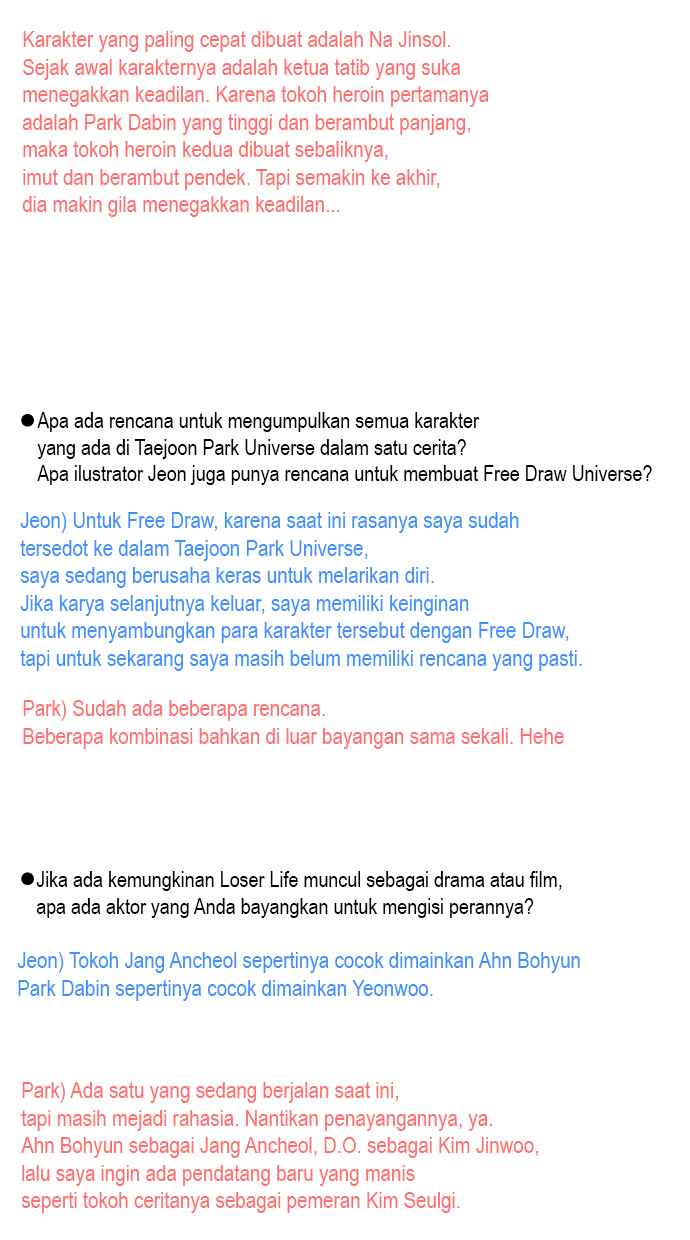 Karakter yang paling cepat dibuat adalah Na Jinsol.
Sejak awal karakternya adalah ketua tatib yang suka
menegakkan keadilan. Karena tokoh heroin pertamanya
adalah Park Dabin yang tinggi dan berambut panjang,
maka tokoh heroin kedua dibuat sebaliknya,
imut dan berambut pendek. Tapi semakin ke akhir,
dia makin gila menegakkan keadilan...
●Apa ada rencana untuk mengumpulkan semua karakter
yang ada di Taejoon Park Universe dalam satu cerita?
Apa ilustrator Jeon juga punya rencana untuk membuat Free Draw Universe?
Jeon) Untuk Free Draw, karena saat ini rasanya saya sudah
tersedot ke dalam Taejoon Park Universe,
saya sedang berusaha keras untuk melarikan diri.
Jika karya selanjutnya keluar, saya memiliki keinginan
untuk menyambungkan para karakter tersebut dengan Free Draw,
tapi untuk sekarang saya masih belum memiliki rencana yang pasti.
Park) Sudah ada beberapa rencana.
Beberapa kombinasi bahkan di luar bayangan sama sekali. Hehe
●Jika ada kemungkinan Loser Life muncul sebagai drama atau film,
apa ada aktor yang Anda bayangkan untuk mengisi perannya?
Jeon) Tokoh Jang Ancheol sepertinya cocok dimainkan Ahn Bohyun
Park Dabin sepertinya cocok dimainkan Yeonwoo.
Park) Ada satu yang sedang berjalan saat ini,
tapi masih mejadi rahasia. Nantikan penayangannya, ya.
Ahn Bohyun sebagai Jang Ancheol, D.O. sebagai Kim Jinwoo,
lalu saya ingin ada pendatang baru yang manis
seperti tokoh ceritanya sebagai pemeran Kim Seulgi.